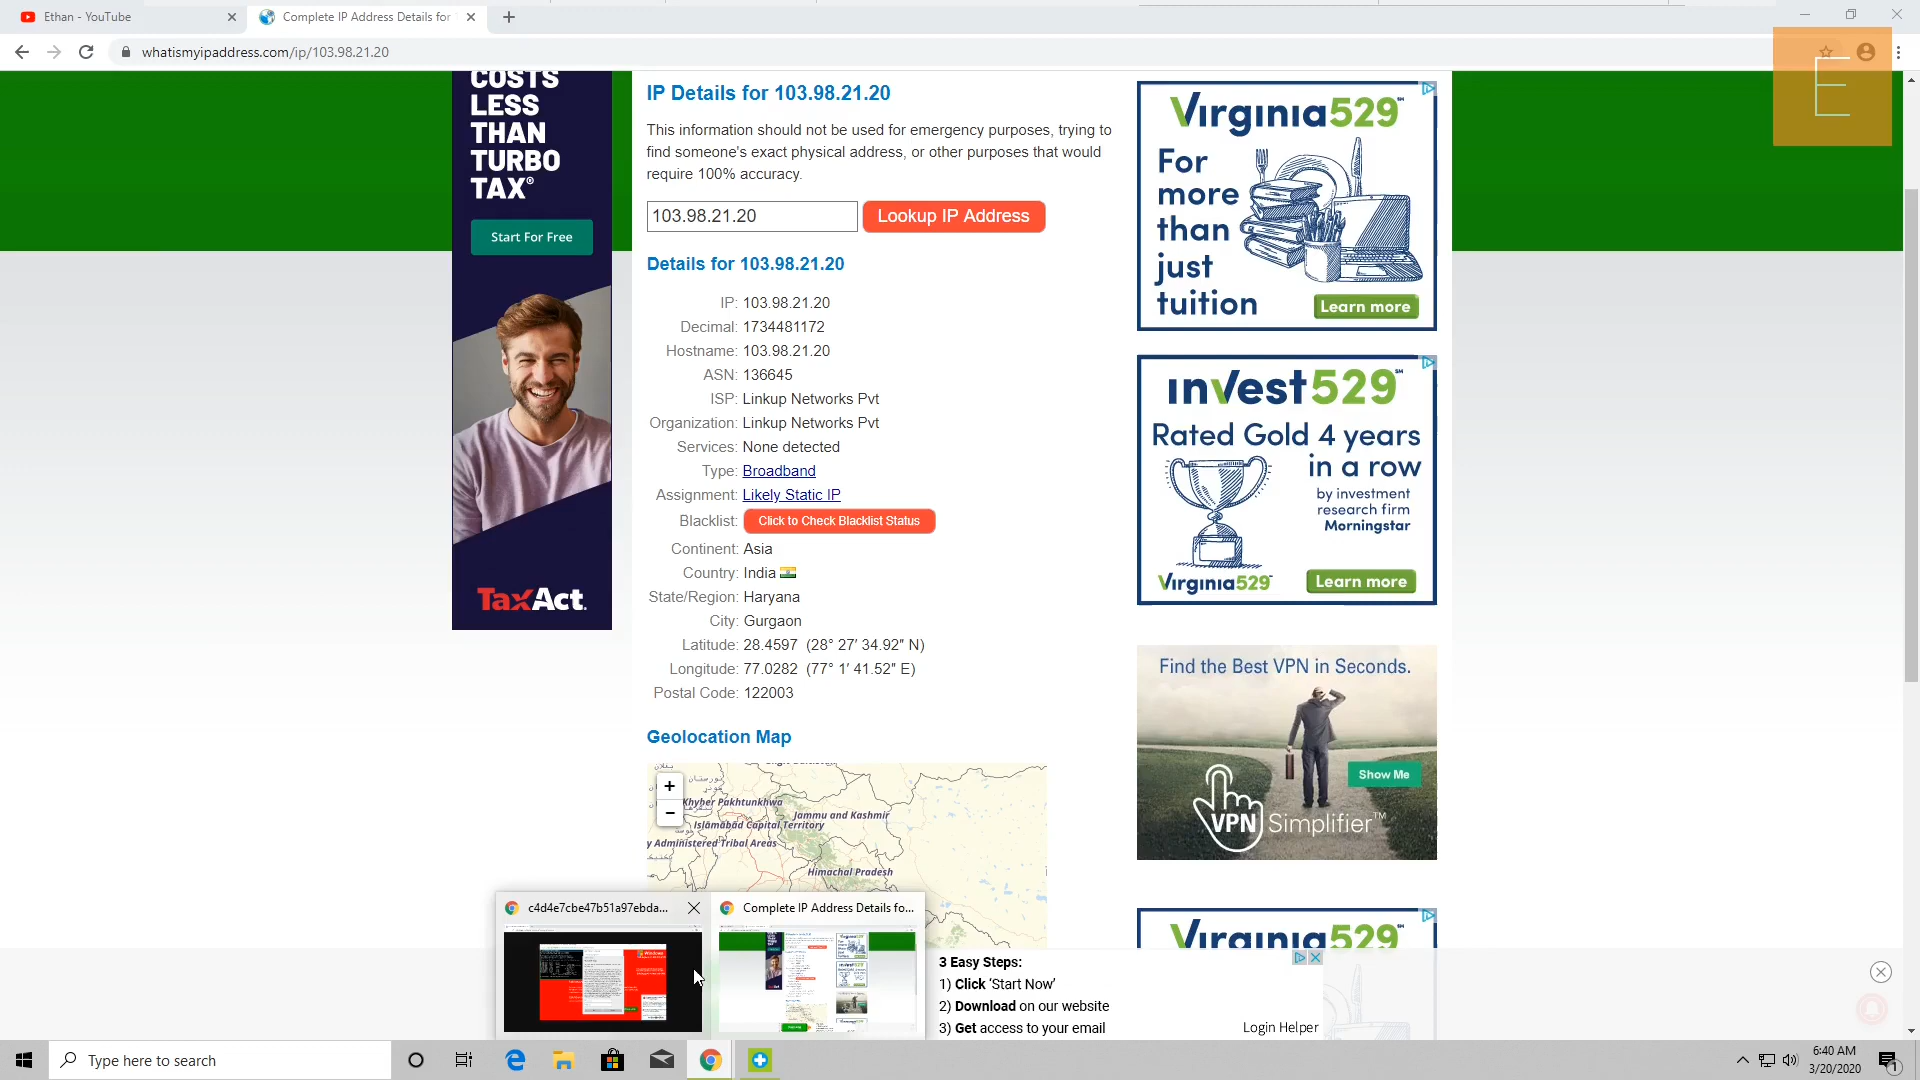 Ethan - YouTube
Complete IP Address Details for
whatismyipaddress.com/ip/103.98.21.20
E
COSTS
LESS
THAN
TURBO
TAX®
Start For Free
TaxAct.
IP Details for 103.98.21.20
This information should not be used for emergency purposes, trying to
find someone's exact physical address, or other purposes that would
require 100% accuracy.
103.98.21.20
Lookup IP Address
Details for 103.98.21.20
IP: 103.98.21.20
Decimal: 1734481172
Hostname: 103.98.21.20
ASN: 136645
ISP: Linkup Networks Pvt
Organization: Linkup Networks Pvt
Services: None detected
Type: Broadband
Assignment: Likely Static IP
Blacklist: Click to Check Blacklist Status
Continent: Asia
Country: India
State/Region: Haryana
City: Gurgaon
Latitude: 28.4597 (28° 27′ 34.92″ N)
Longitude: 77.0282 (77° 1′ 41.52″ E)
Postal Code: 122003
Geolocation Map
+
−
Khyber Pakhtunkhwa
Jammu and Kashmir
Islāmābād Capital Territory
y Administered Tribal Areas
Himachal Pradesh
Virginia529℠
For
more
than
just
tuition
Learn more
invest529℠
Rated Gold 4 years
in a row
by investment
research firm
Morningstar
Virginia529℠
Learn more
Find the Best VPN in Seconds.
Show Me
VPN Simplifier™
Virginia529
c4d4e7cbe47b51a97ebda...
Complete IP Address Details fo...
3 Easy Steps:
1) Click ‘Start Now’
2) Download on our website
3) Get access to your email
Login Helper
Type here to search
6:40 AM
3/20/2020
1